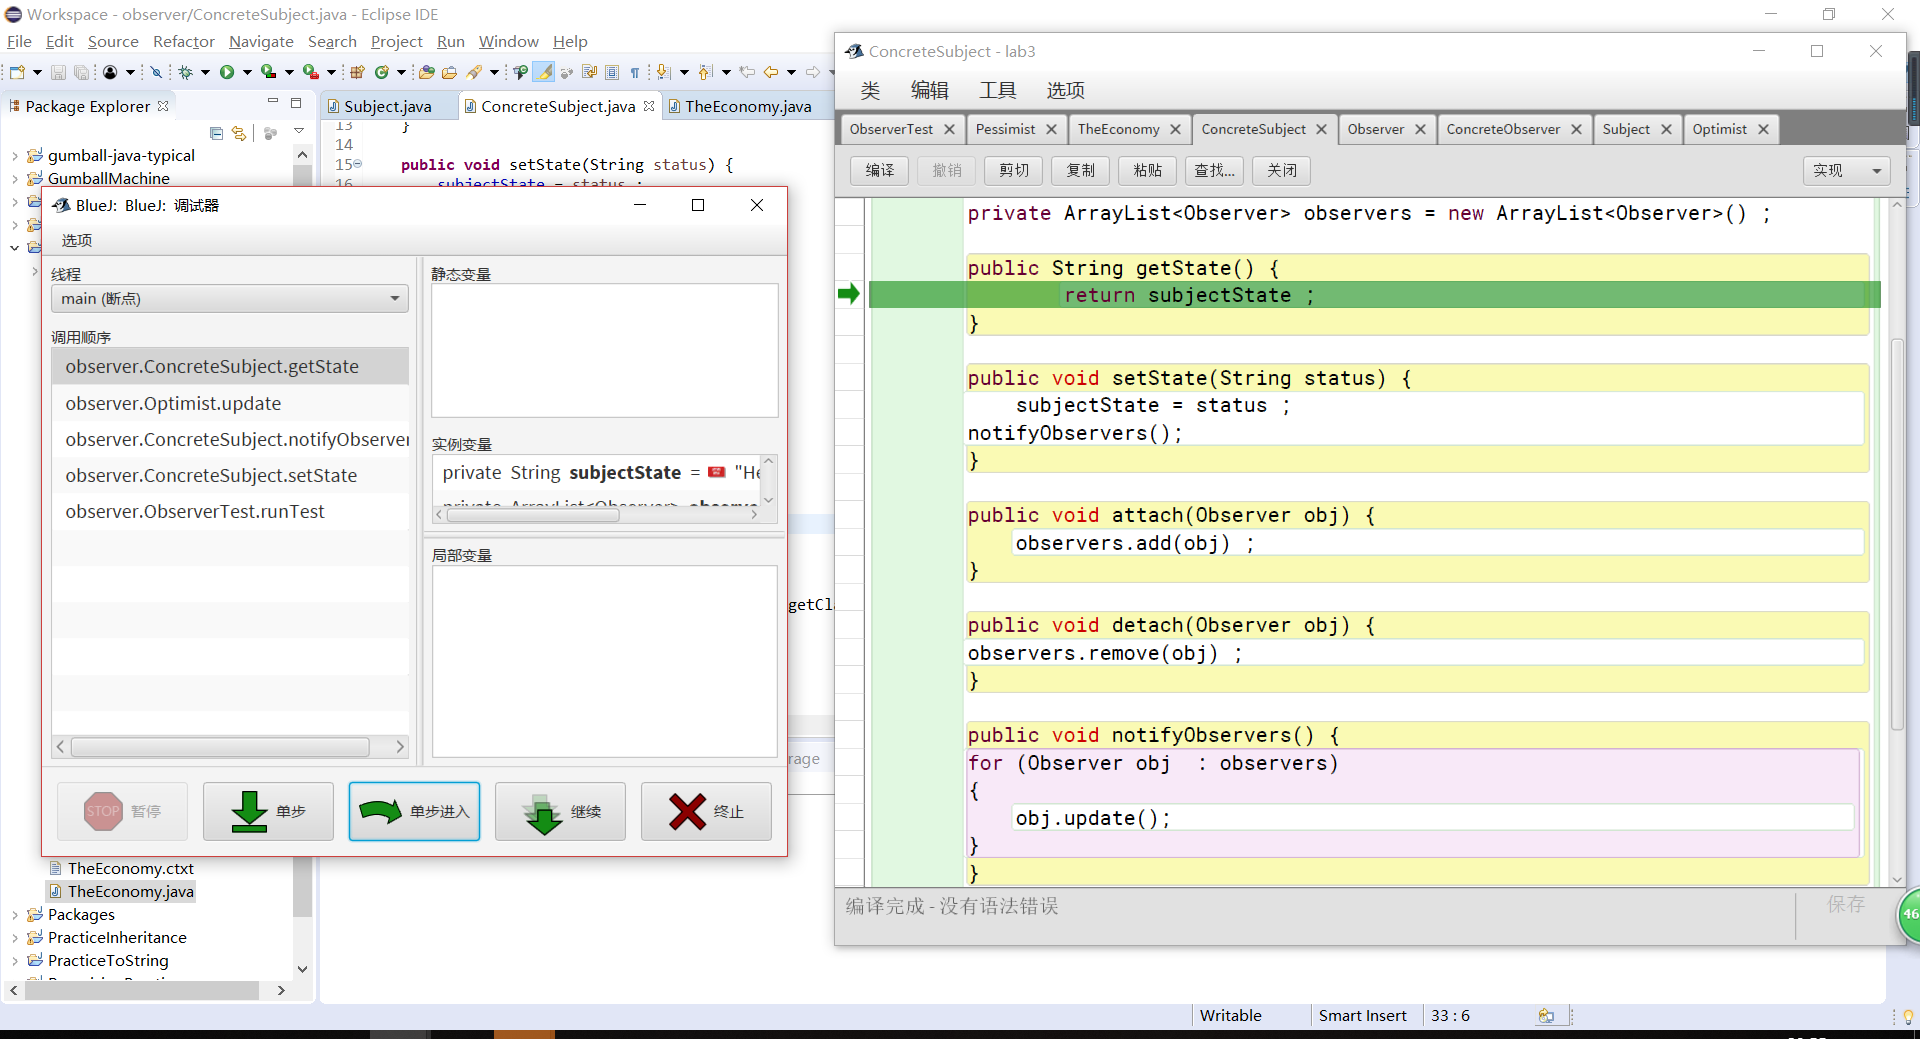 Workspace - observer/ConcreteSubject.java - Eclipse IDE
File Edit Source Refactor Navigate Search Project Run Window Help
Package Explorer
gumball-java-typical
GumballMachine
Subject.java
ConcreteSubject.java
TheEconomy.java
13 }
14
15 public void setState(String status) {
16 subjectState = status ;
getCl
rage
BlueJ: BlueJ: 调试器
选项
线程
main (断点)
调用顺序
observer.ConcreteSubject.getState
observer.Optimist.update
observer.ConcreteSubject.notifyObserver
observer.ConcreteSubject.setState
observer.ObserverTest.runTest
静态变量
实例变量
private String subjectState = "He
private ArrayList<Observer> observe
局部变量
STOP 暂停
单步
单步进入
继续
终止
TheEconomy.ctxt
TheEconomy.java
Packages
PracticeInheritance
PracticeToString
ConcreteSubject - lab3
类 编辑 工具 选项
ObserverTest Pessimist TheEconomy ConcreteSubject Observer ConcreteObserver Subject Optimist
编译 撤销 剪切 复制 粘贴 查找... 关闭 实现
private ArrayList<Observer> observers = new ArrayList<Observer>() ;
public String getState() {
return subjectState ;
}
public void setState(String status) {
subjectState = status ;
notifyObservers();
}
public void attach(Observer obj) {
observers.add(obj) ;
}
public void detach(Observer obj) {
observers.remove(obj) ;
}
public void notifyObservers() {
for (Observer obj : observers)
{
obj.update();
}
}
编译完成 - 没有语法错误
保存
46
Writable Smart Insert 33 : 6